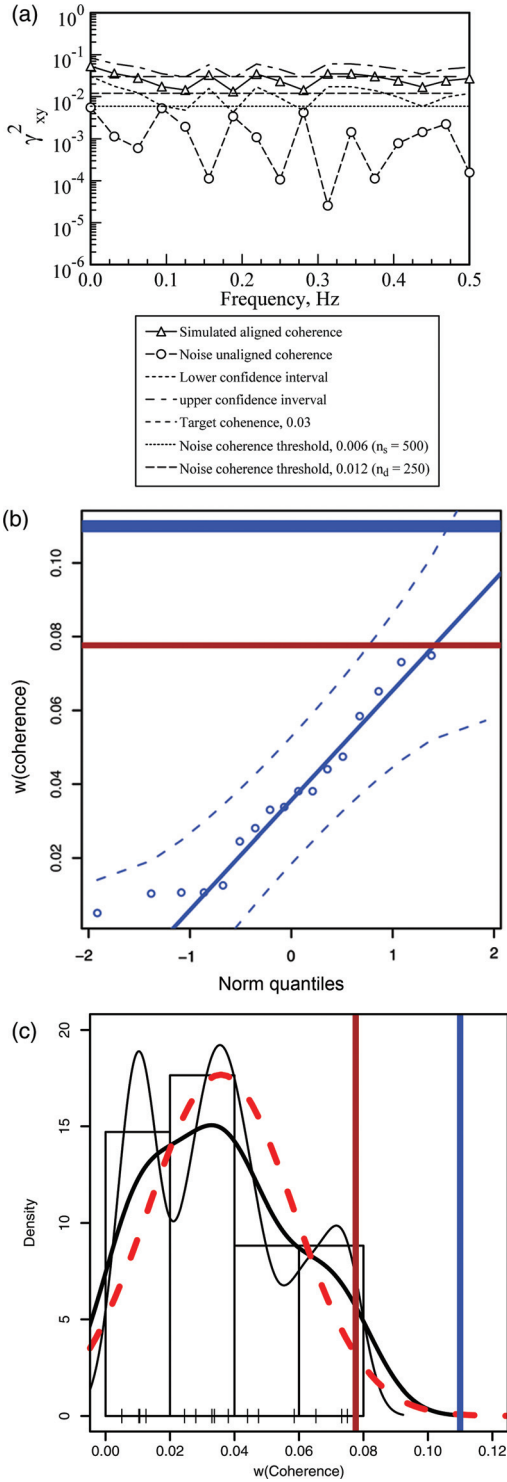 (a)
10^0
10^-1
10^-2
10^-3
10^-4
10^-5
10^-6
γ^2_xy
0.0 0.1 0.2 0.3 0.4 0.5
Frequency, Hz
Simulated aligned coherence
Noise unaligned coherence
Lower confidence interval
upper confidence inverval
Target cohenence, 0.03
Noise coherence threshold, 0.006 (n_s = 500)
Noise coherence threshold, 0.012 (n_d = 250)
(b)
w(coherence)
0.10
0.08
0.06
0.04
0.02
-2 -1 0 1 2
Norm quantiles
(c)
Density
20
15
10
5
0
0.00 0.02 0.04 0.06 0.08 0.10 0.12
w(Coherence)